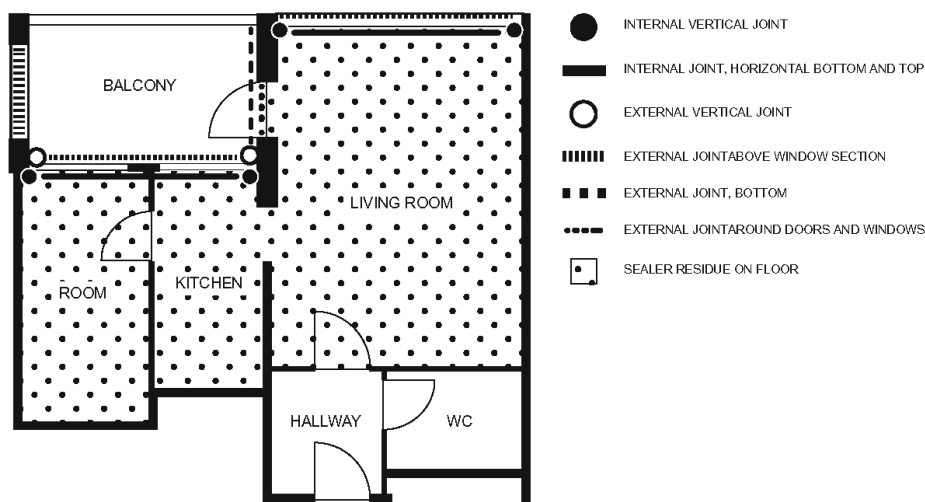 BALCONY
LIVING ROOM
KITCHEN
ROOM
HALLWAY
WC
INTERNAL VERTICAL JOINT
INTERNAL JOINT, HORIZONTAL BOTTOM AND TOP
EXTERNAL VERTICAL JOINT
EXTERNAL JOINTABOVE WINDOW SECTION
EXTERNAL JOINT, BOTTOM
EXTERNAL JOINTAROUND DOORS AND WINDOWS
SEALER RESIDUE ON FLOOR